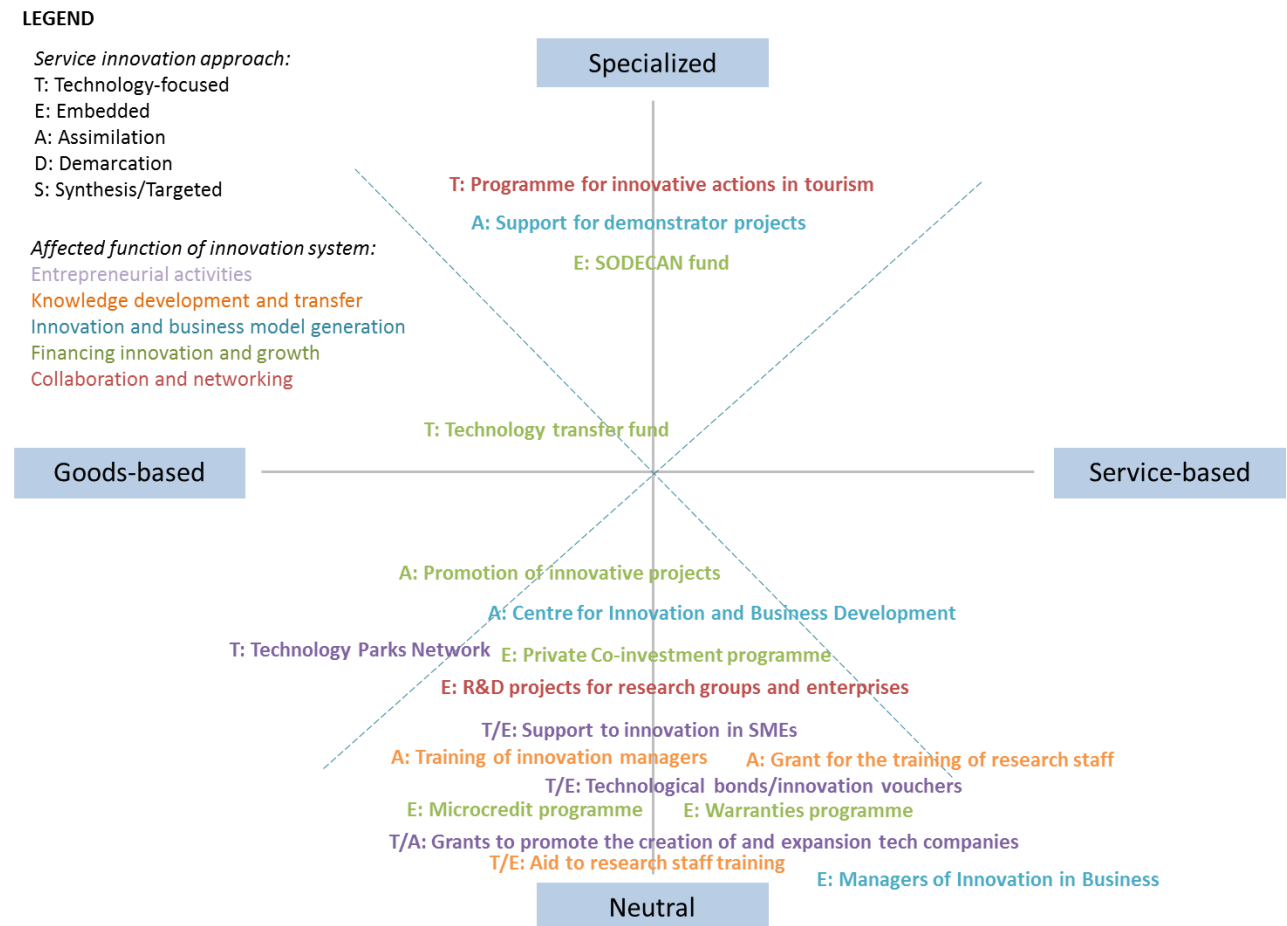 LEGEND
Service innovation approach:
T: Technology-focused
E: Embedded
A: Assimilation
D: Demarcation
S: Synthesis/Targeted
Affected function of innovation system:
Entrepreneurial activities
Knowledge development and transfer
Innovation and business model generation
Financing innovation and growth
Collaboration and networking
Specialized
T: Programme for innovative actions in tourism
A: Support for demonstrator projects
E: SODECAN fund
T: Technology transfer fund
Goods-based
Service-based
A: Promotion of innovative projects
A: Centre for Innovation and Business Development
T: Technology Parks Network
E: Private Co-investment programme
E: R&D projects for research groups and enterprises
T/E: Support to innovation in SMEs
A: Training of innovation managers
A: Grant for the training of research staff
T/E: Technological bonds/innovation vouchers
E: Microcredit programme
E: Warranties programme
T/A: Grants to promote the creation of and expansion tech companies
T/E: Aid to research staff training
E: Managers of Innovation in Business
Neutral